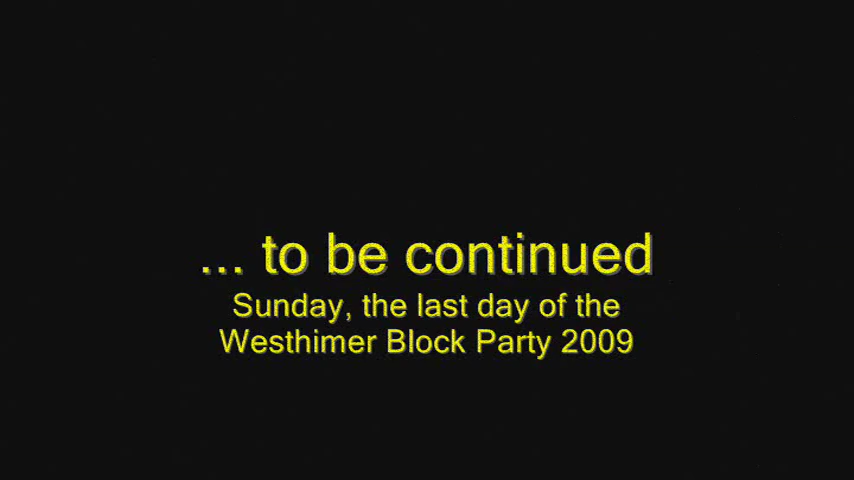 ... to be continued
Sunday, the last day of the
Westhimer Block Party 2009